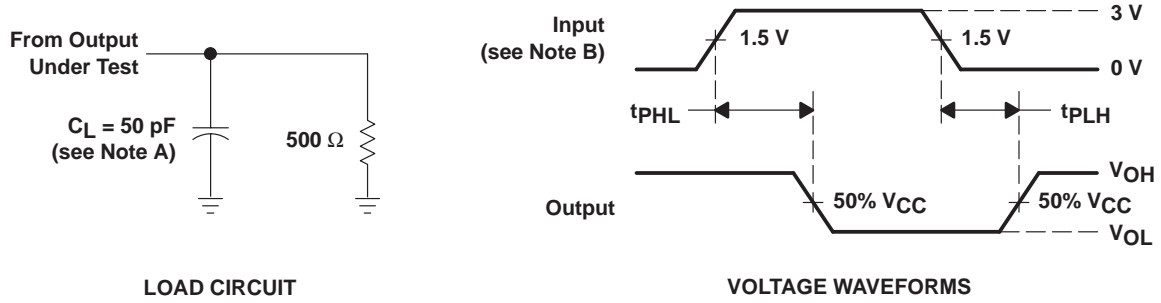 From Output
Under Test
CL = 50 pF
(see Note A)
500 Ω
LOAD CIRCUIT
Input
(see Note B)
1.5 V
1.5 V
3 V
0 V
tPHL
tPLH
Output
50% VCC
50% VCC
VOH
VOL
VOLTAGE WAVEFORMS